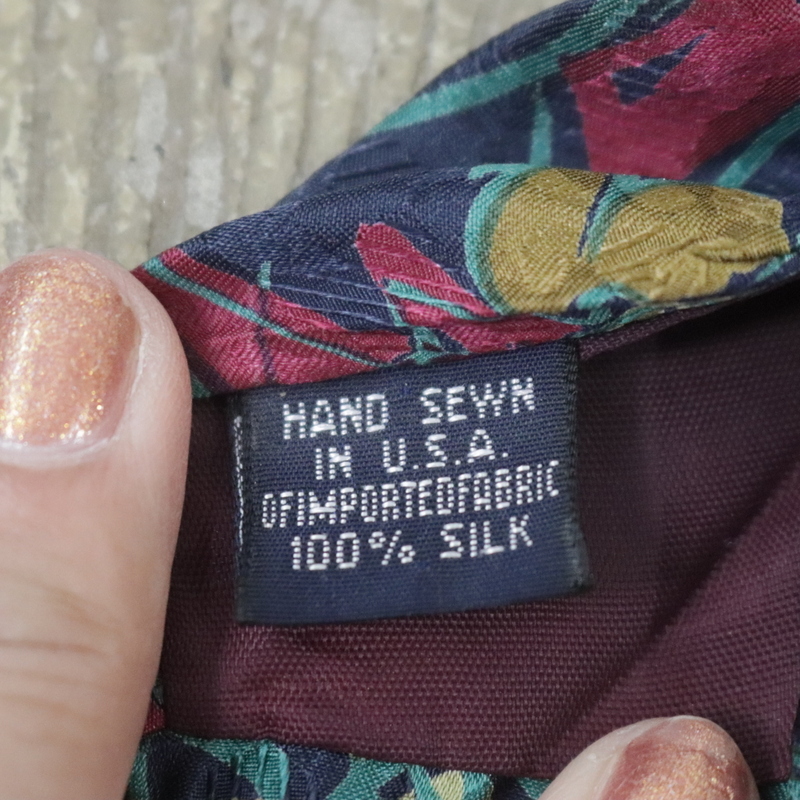 HAND SEWN
IN U.S.A.
OFIMPORTEDFABRIC
100% SILK